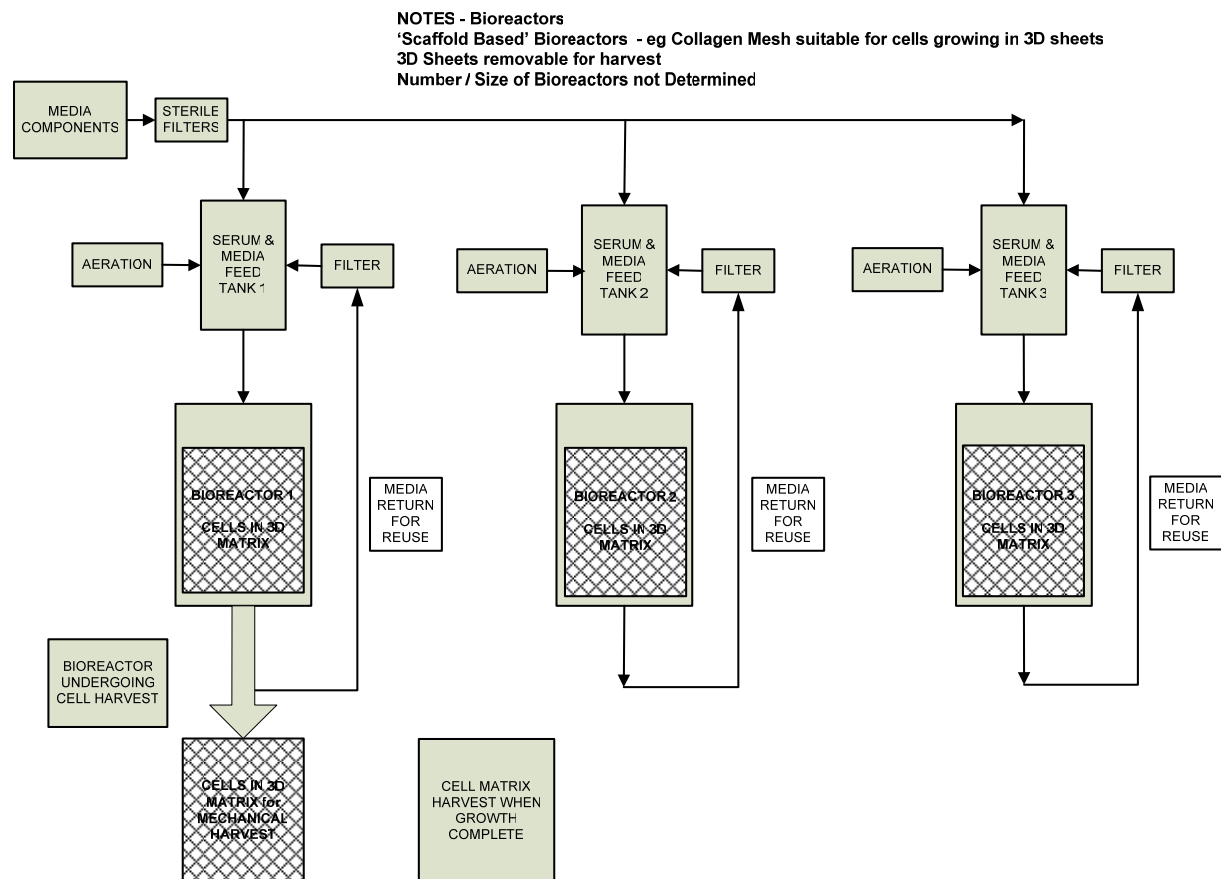 NOTES - Bioreactors
‘Scaffold Based’ Bioreactors - eg Collagen Mesh suitable for cells growing in 3D sheets
3D Sheets removable for harvest
Number / Size of Bioreactors not Determined
MEDIA
COMPONENTS
STERILE
FILTERS
AERATION
SERUM &
MEDIA
FEED
TANK 1
FILTER
AERATION
SERUM &
MEDIA
FEED
TANK 2
FILTER
AERATION
SERUM &
MEDIA
FEED
TANK 3
FILTER
BIOREACTOR 1
CELLS IN 3D
MATRIX
MEDIA
RETURN
FOR
REUSE
BIOREACTOR 2
CELLS IN 3D
MATRIX
MEDIA
RETURN
FOR
REUSE
BIOREACTOR 3
CELLS IN 3D
MATRIX
MEDIA
RETURN
FOR
REUSE
BIOREACTOR
UNDERGOING
CELL HARVEST
CELLS IN 3D
MATRIX for
MECHANICAL
HARVEST
CELL MATRIX
HARVEST WHEN
GROWTH
COMPLETE